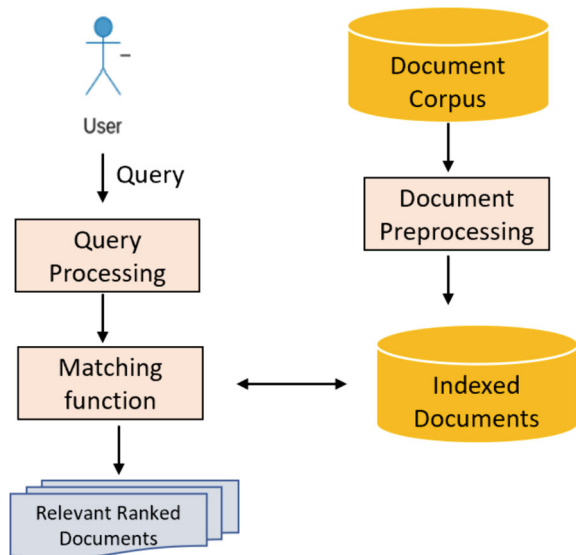 User
Query
Query
Processing
Matching
function
Relevant Ranked
Documents
Document
Corpus
Document
Preprocessing
Indexed
Documents